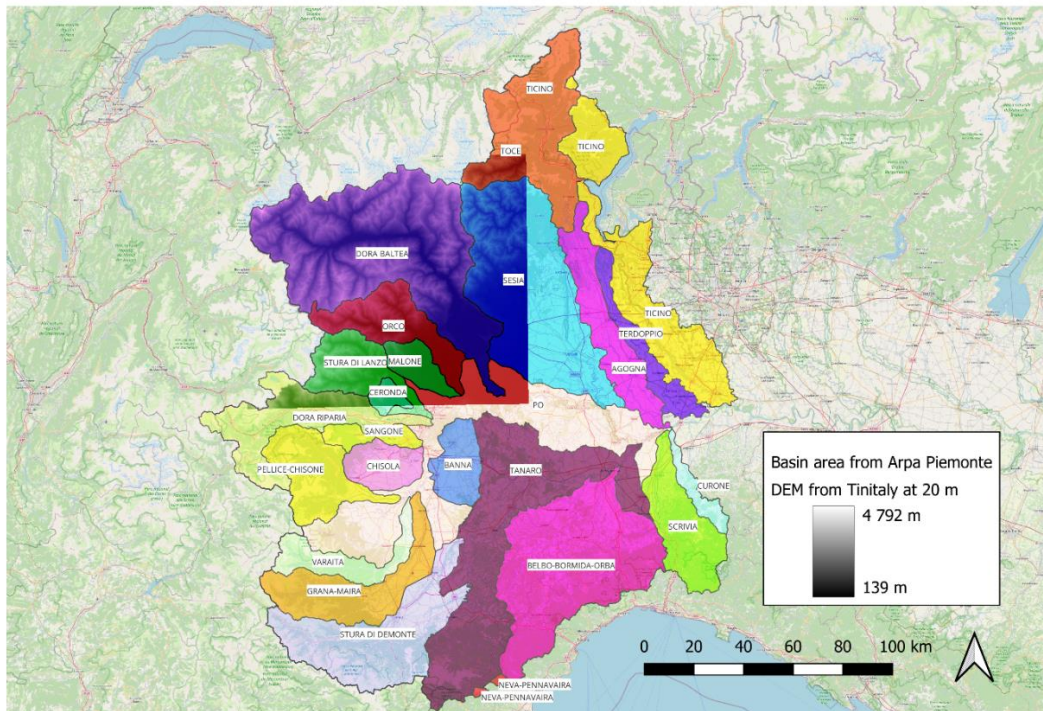 TICINO
TICINO
TOCE
DORA BALTEA
SESIA
ORCO
TICINO
TERDOPPIO
STURA DI LANZO
MALONE
AGOGNA
CERONDA
PO
DORA RIPARIA
SANGONE
PELLICE-CHISONE
CHISOLA
BANNA
TANARO
CURONE
SCRIVIA
VARAITA
BELBO-BORMIDA-ORBA
GRANA-MAIRA
STURA DI DEMONTE
NEVA-PENNAVAIRA
NEVA-PENNAVAIRA
Basin area from Arpa Piemonte
DEM from Tinitaly at 20 m
4 792 m
139 m
0 20 40 60 80 100 km